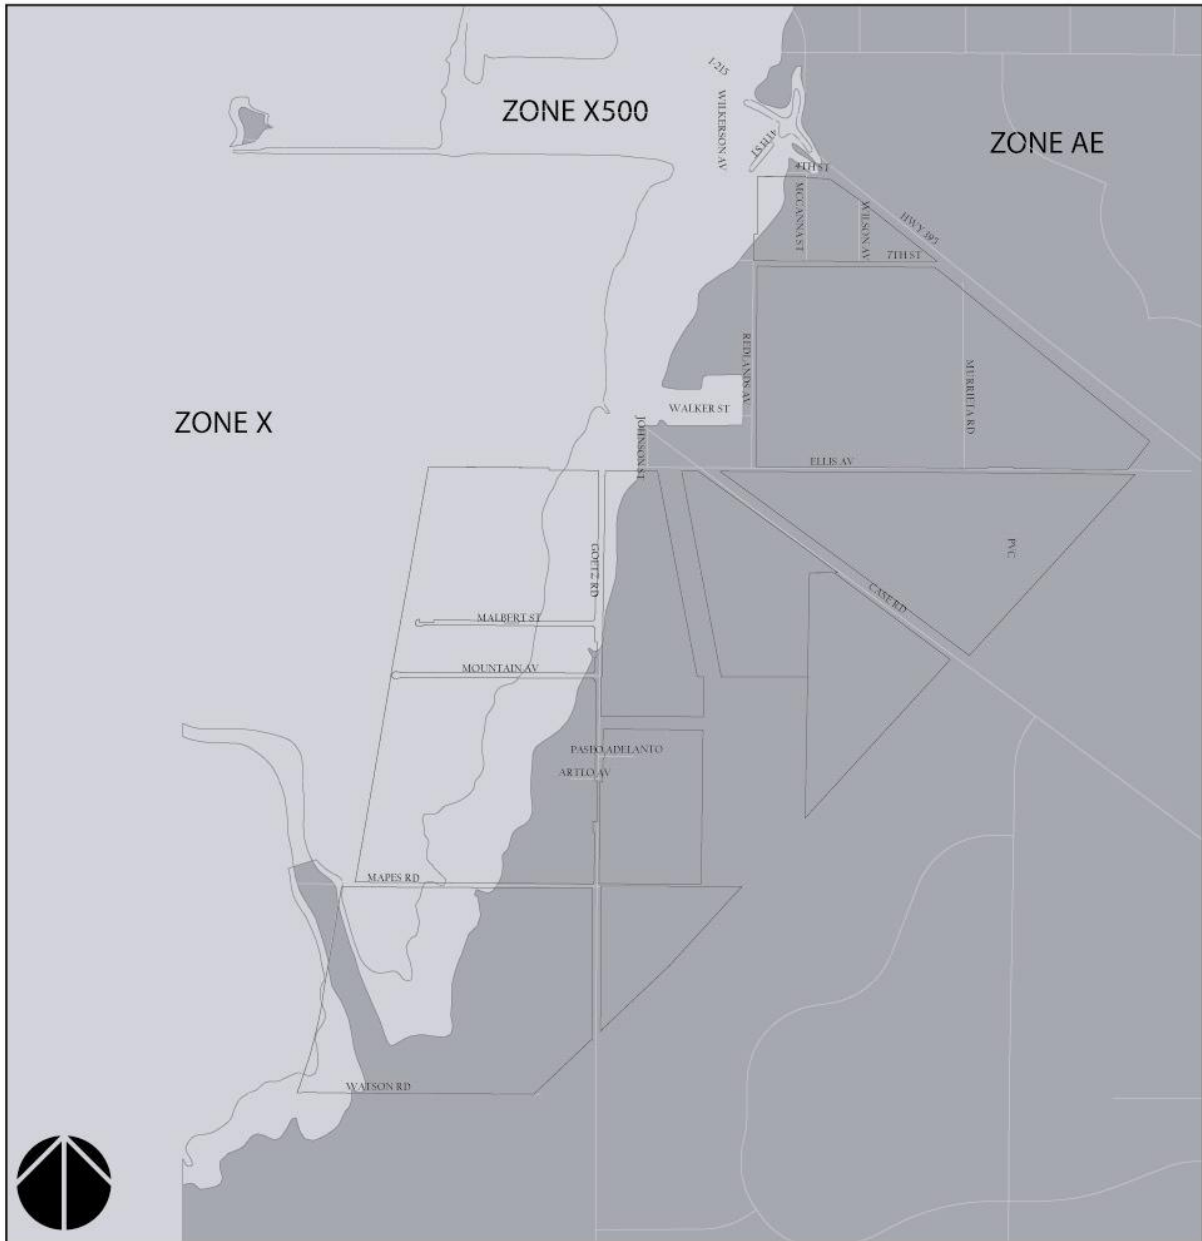 I-215
ZONE X500
WILKERSON AV
4TH ST
ZONE AE
4TH ST
MCCANNA ST
WILSON AV
HWY 395
7TH ST
REDLANDS AV
MURRIETA RD
WALKER ST
ZONE X
JOHNSON ST
ELLIS AV
PVC
GOETZ RD
CASE RD
MALBERT ST
MOUNTAIN AV
PASEO ADELANTO
ARTLO AV
MAPES RD
WATSON RD